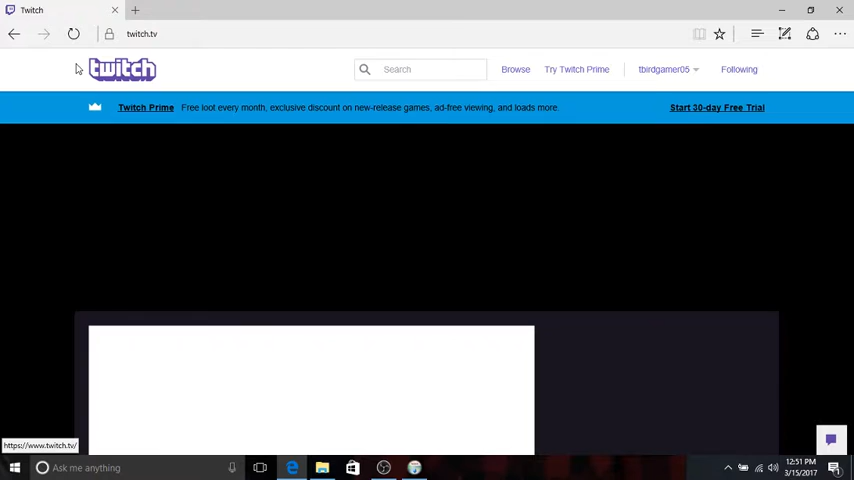 Twitch
twitch.tv
twitch
Search
Browse
Try Twitch Prime
tbirdgamer05
Following
Twitch Prime Free loot every month, exclusive discount on new-release games, ad-free viewing, and loads more.
Start 30-day Free Trial
https://www.twitch.tv/
Ask me anything
12:51 PM
3/15/2017